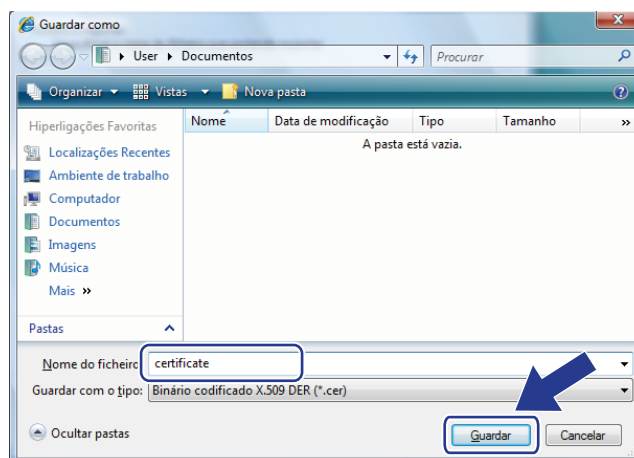 Guardar como
User Documentos
Procurar
Organizar Vistas Nova pasta
Hiperligações Favoritas
Nome Data de modificação Tipo Tamanho »
A pasta está vazia.
Localizações Recentes
Ambiente de trabalho
Computador
Documentos
Imagens
Música
Mais »
Pastas
Nome do ficheiro: certificate
Guardar com o tipo: Binário codificado X.509 DER (*.cer)
Ocultar pastas
Guardar Cancelar